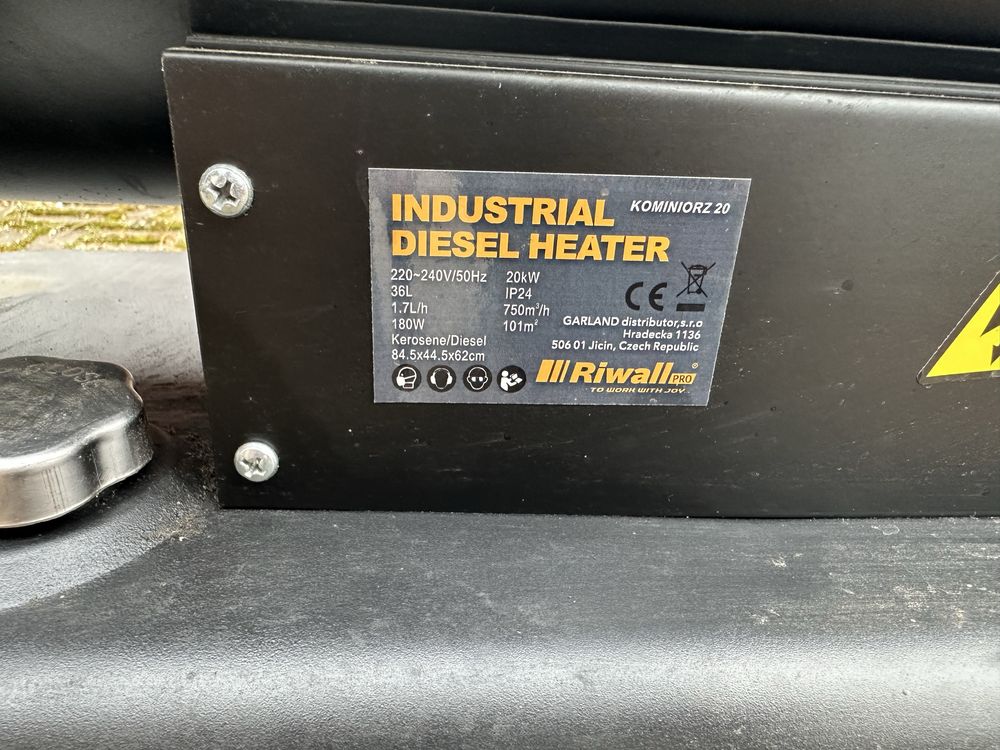 KOMINIORZ 20
INDUSTRIAL
DIESEL HEATER
220~240V/50Hz 20kW
36L IP24
1.7L/h 750m³/h
180W 101m²
Kerosene/Diesel
84.5x44.5x62cm
CE
GARLAND distributor,s.r.o
Hradecka 1136
506 01 Jicin, Czech Republic
Riwall PRO®
TO WORK WITH JOY